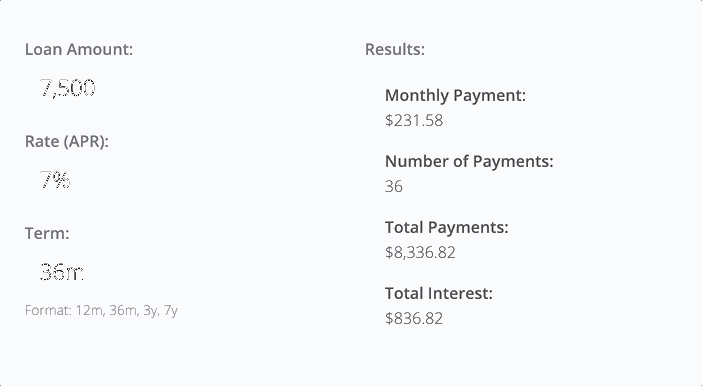 Loan Amount:
7,500
Rate (APR):
7%
Term:
36m
Format: 12m, 36m, 3y, 7y
Results:
Monthly Payment:
$231.58
Number of Payments:
36
Total Payments:
$8,336.82
Total Interest:
$836.82